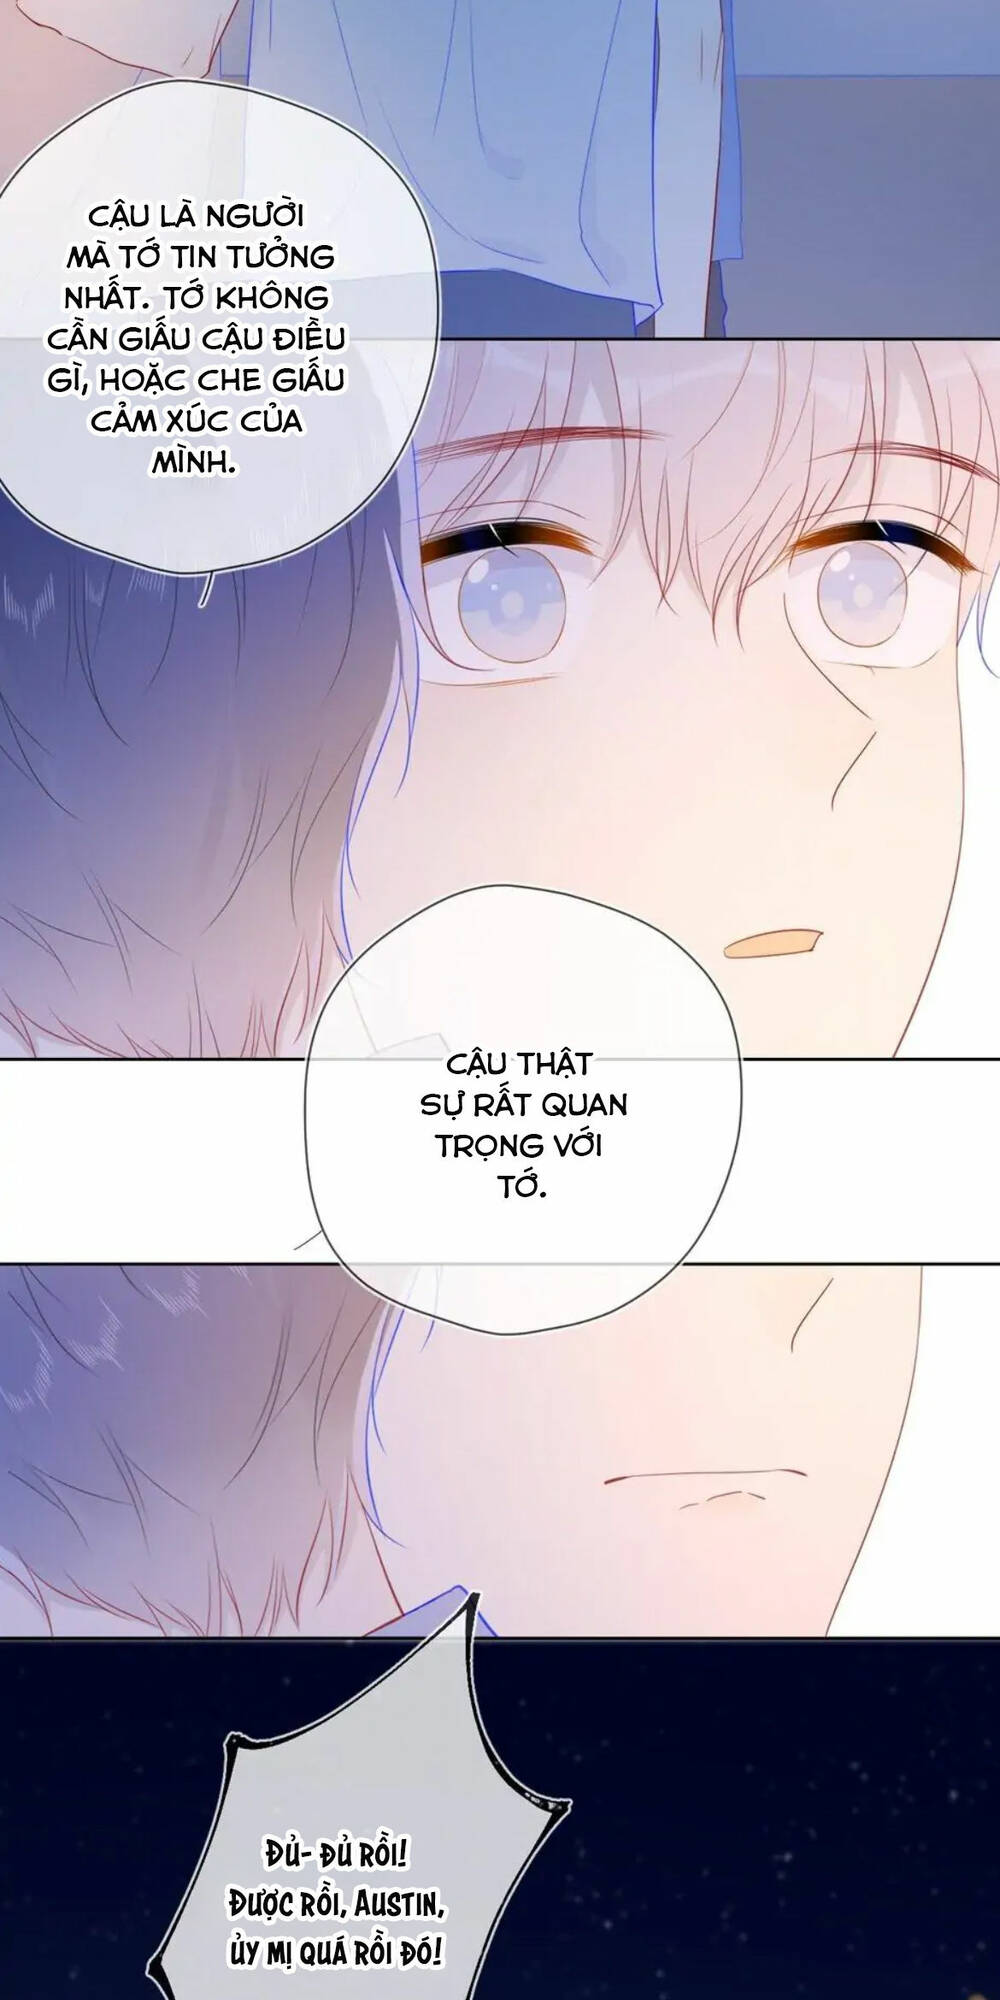 CẬU LÀ NGƯỜI
MÀ TỚ TIN TƯỞNG
NHẤT. TỚ KHÔNG
CẦN GIẤU CẬU ĐIỀU
GÌ, HOẶC CHE GIẤU
CẢM XÚC CỦA
MÌNH.
CẬU THẬT
SỰ RẤT QUAN
TRỌNG VỚI
TỚ.
ĐỦ- ĐỦ RỒI!
ĐƯỢC RỒI, AUSTIN,
ỦY MỊ QUÁ RỒI ĐÓ!